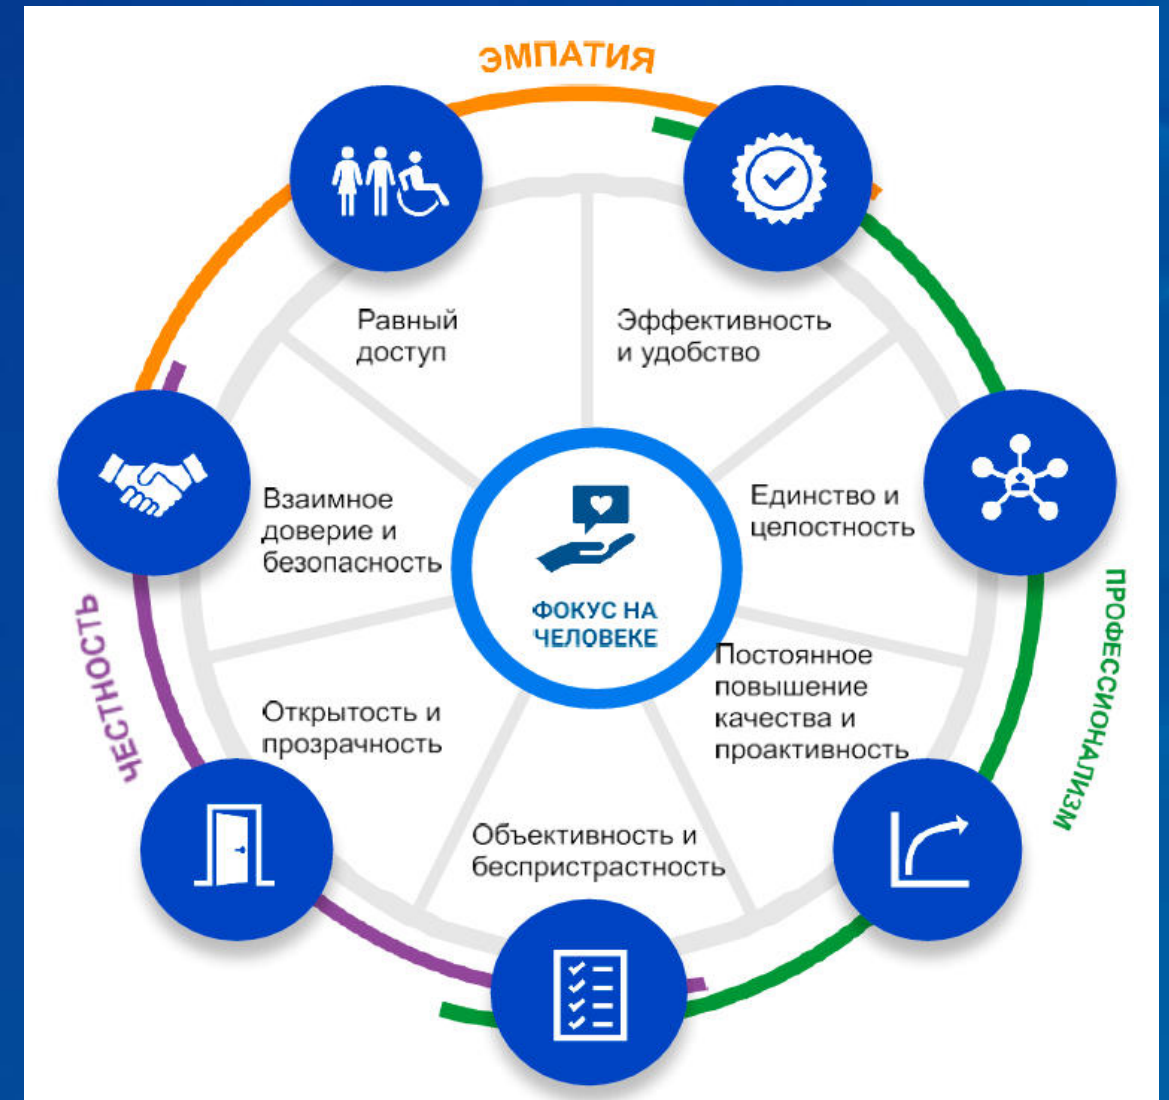 ЭМПАТИЯ
Равный
доступ
Эффективность
и удобство
Взаимное
доверие и
безопасность
Единство и
целостность
ФОКУС НА
ЧЕЛОВЕКЕ
ЧЕСТНОСТЬ
ПРОФЕССИОНАЛИЗМ
Постоянное
повышение
качества и
проактивность
Открытость и
прозрачность
Объективность и
беспристрастность